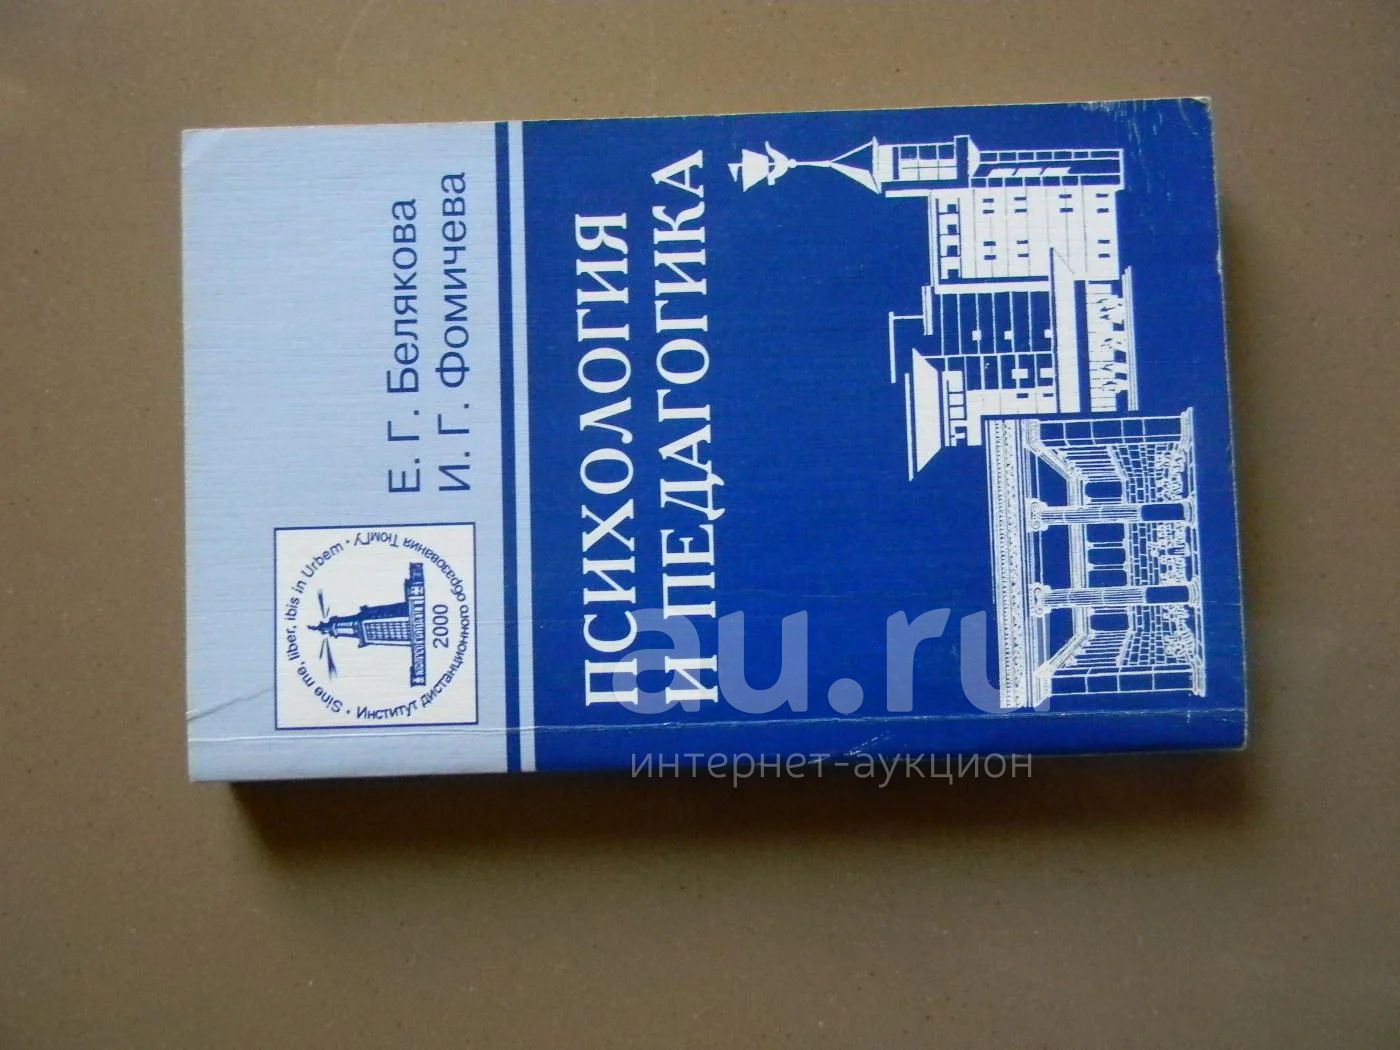 Е. Г. Белякова
И. Г. Фомичева
Sine me, liber, ibis in Urbem • Институт дистанционного образования ТюмГУ •
2000
ПСИХОЛОГИЯ
И ПЕДАГОГИКА
au.ru
интернет-аукцион